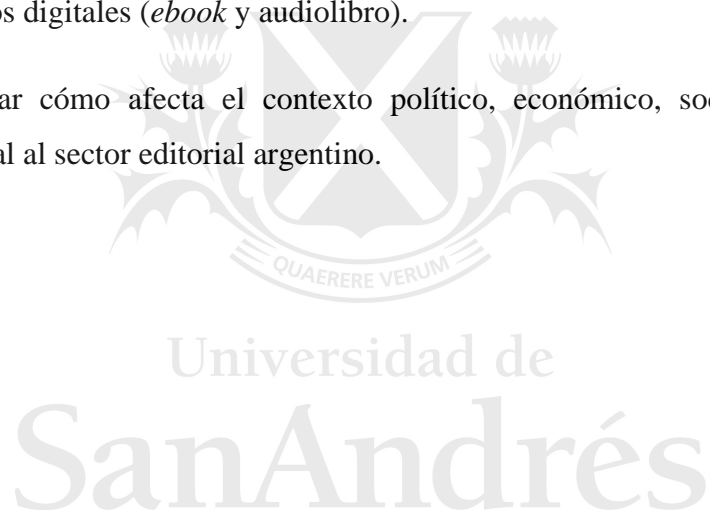 os digitales (ebook y audiolibro).
ar cómo afecta el contexto político, económico, so
al al sector editorial argentino.
QUAERERE VERUM
Universidad de
SanAndrés